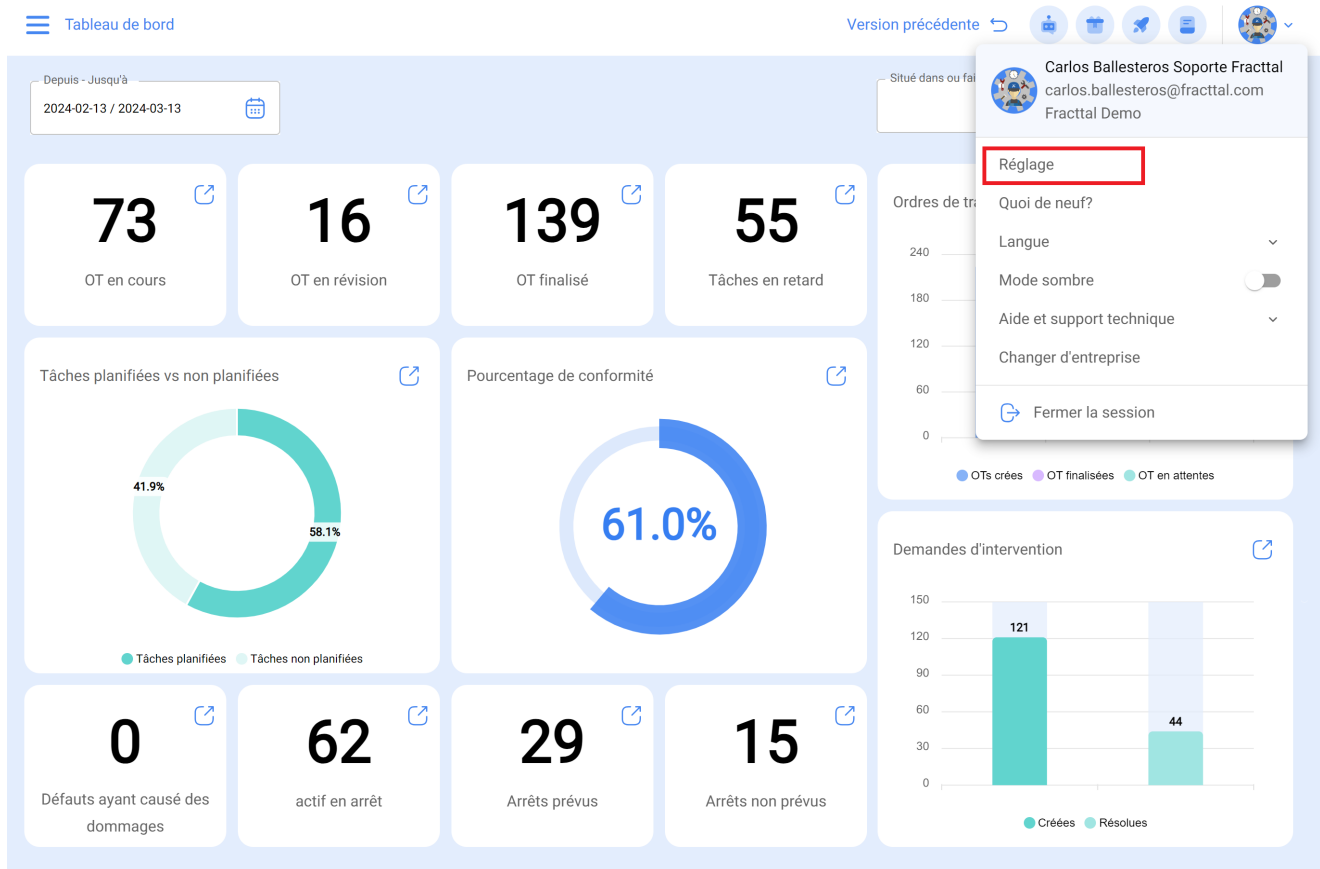 Tableau de bord
Version précédente
Carlos Ballesteros Soporte Fracttal
carlos.ballesteros@fracttal.com
Fracttal Demo
Réglage
Quoi de neuf?
Langue
Mode sombre
Aide et support technique
Changer d'entreprise
Fermer la session
Depuis - Jusqu'à
2024-02-13 / 2024-03-13
Situé dans ou fai
73
OT en cours
16
OT en révision
139
OT finalisé
55
Tâches en retard
Ordres de tra
240
180
120
60
0
OTs crées
OT finalisées
OT en attentes
Tâches planifiées vs non planifiées
41.9%
58.1%
Tâches planifiées
Tâches non planifiées
Pourcentage de conformité
61.0%
Demandes d'intervention
150
120
90
60
30
0
121
44
Créées
Résolues
0
Défauts ayant causé des
dommages
62
actif en arrêt
29
Arrêts prévus
15
Arrêts non prévus